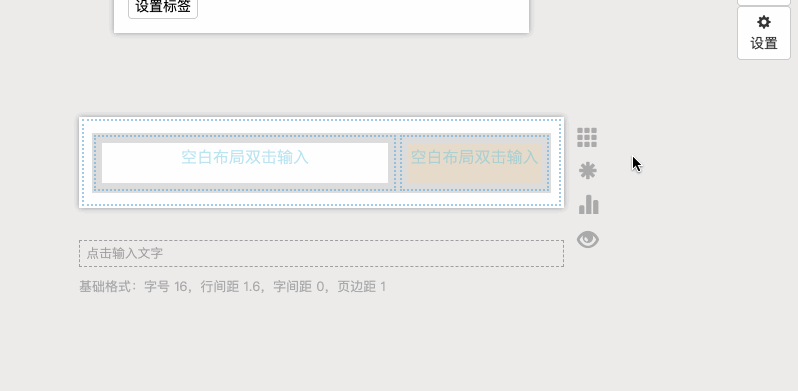 设置标签
设置
空白布局双击输入 空白布局双击输入
点击输入文字
基础格式：字号 16，行间距 1.6，字间距 0，页边距 1